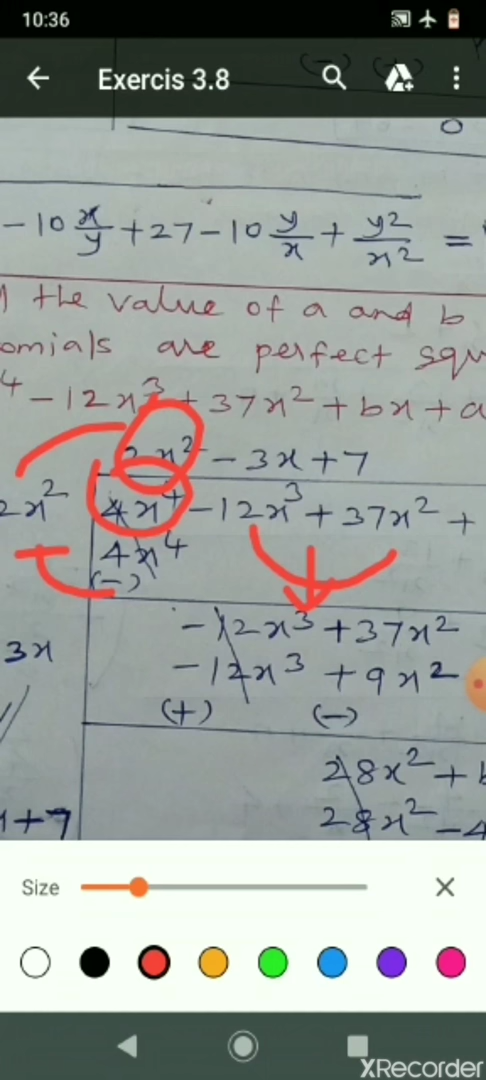 10:36
Exercis 3.8
(-) (+)
0
-10 x/y + 27 - 10 y/x + y2/x2 =
the value of a and b
omials are perfect squ
4 - 12x3 + 37x2 + bx + a
2x2 - 3x + 7
2x2 4x4 - 12x3 + 37x2 +
4x4
(-)
-12x3 + 37x2
3x -12x3 + 9x2
(+) (-)
28x2 + b
+7 28x2 - 4
Size
XRecorder